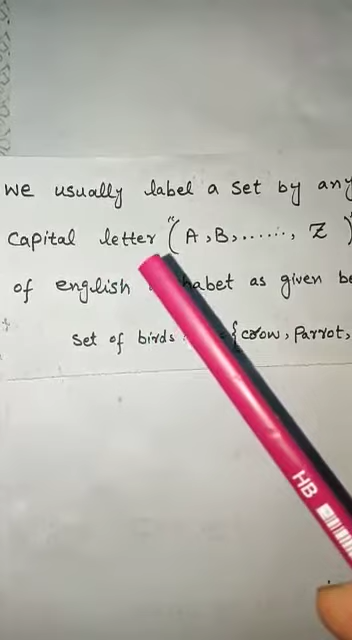 we usually label a set by any
capital letter (A, B, ......, Z)
of english habet as given be
set of birds {crow, Parrot,
HB